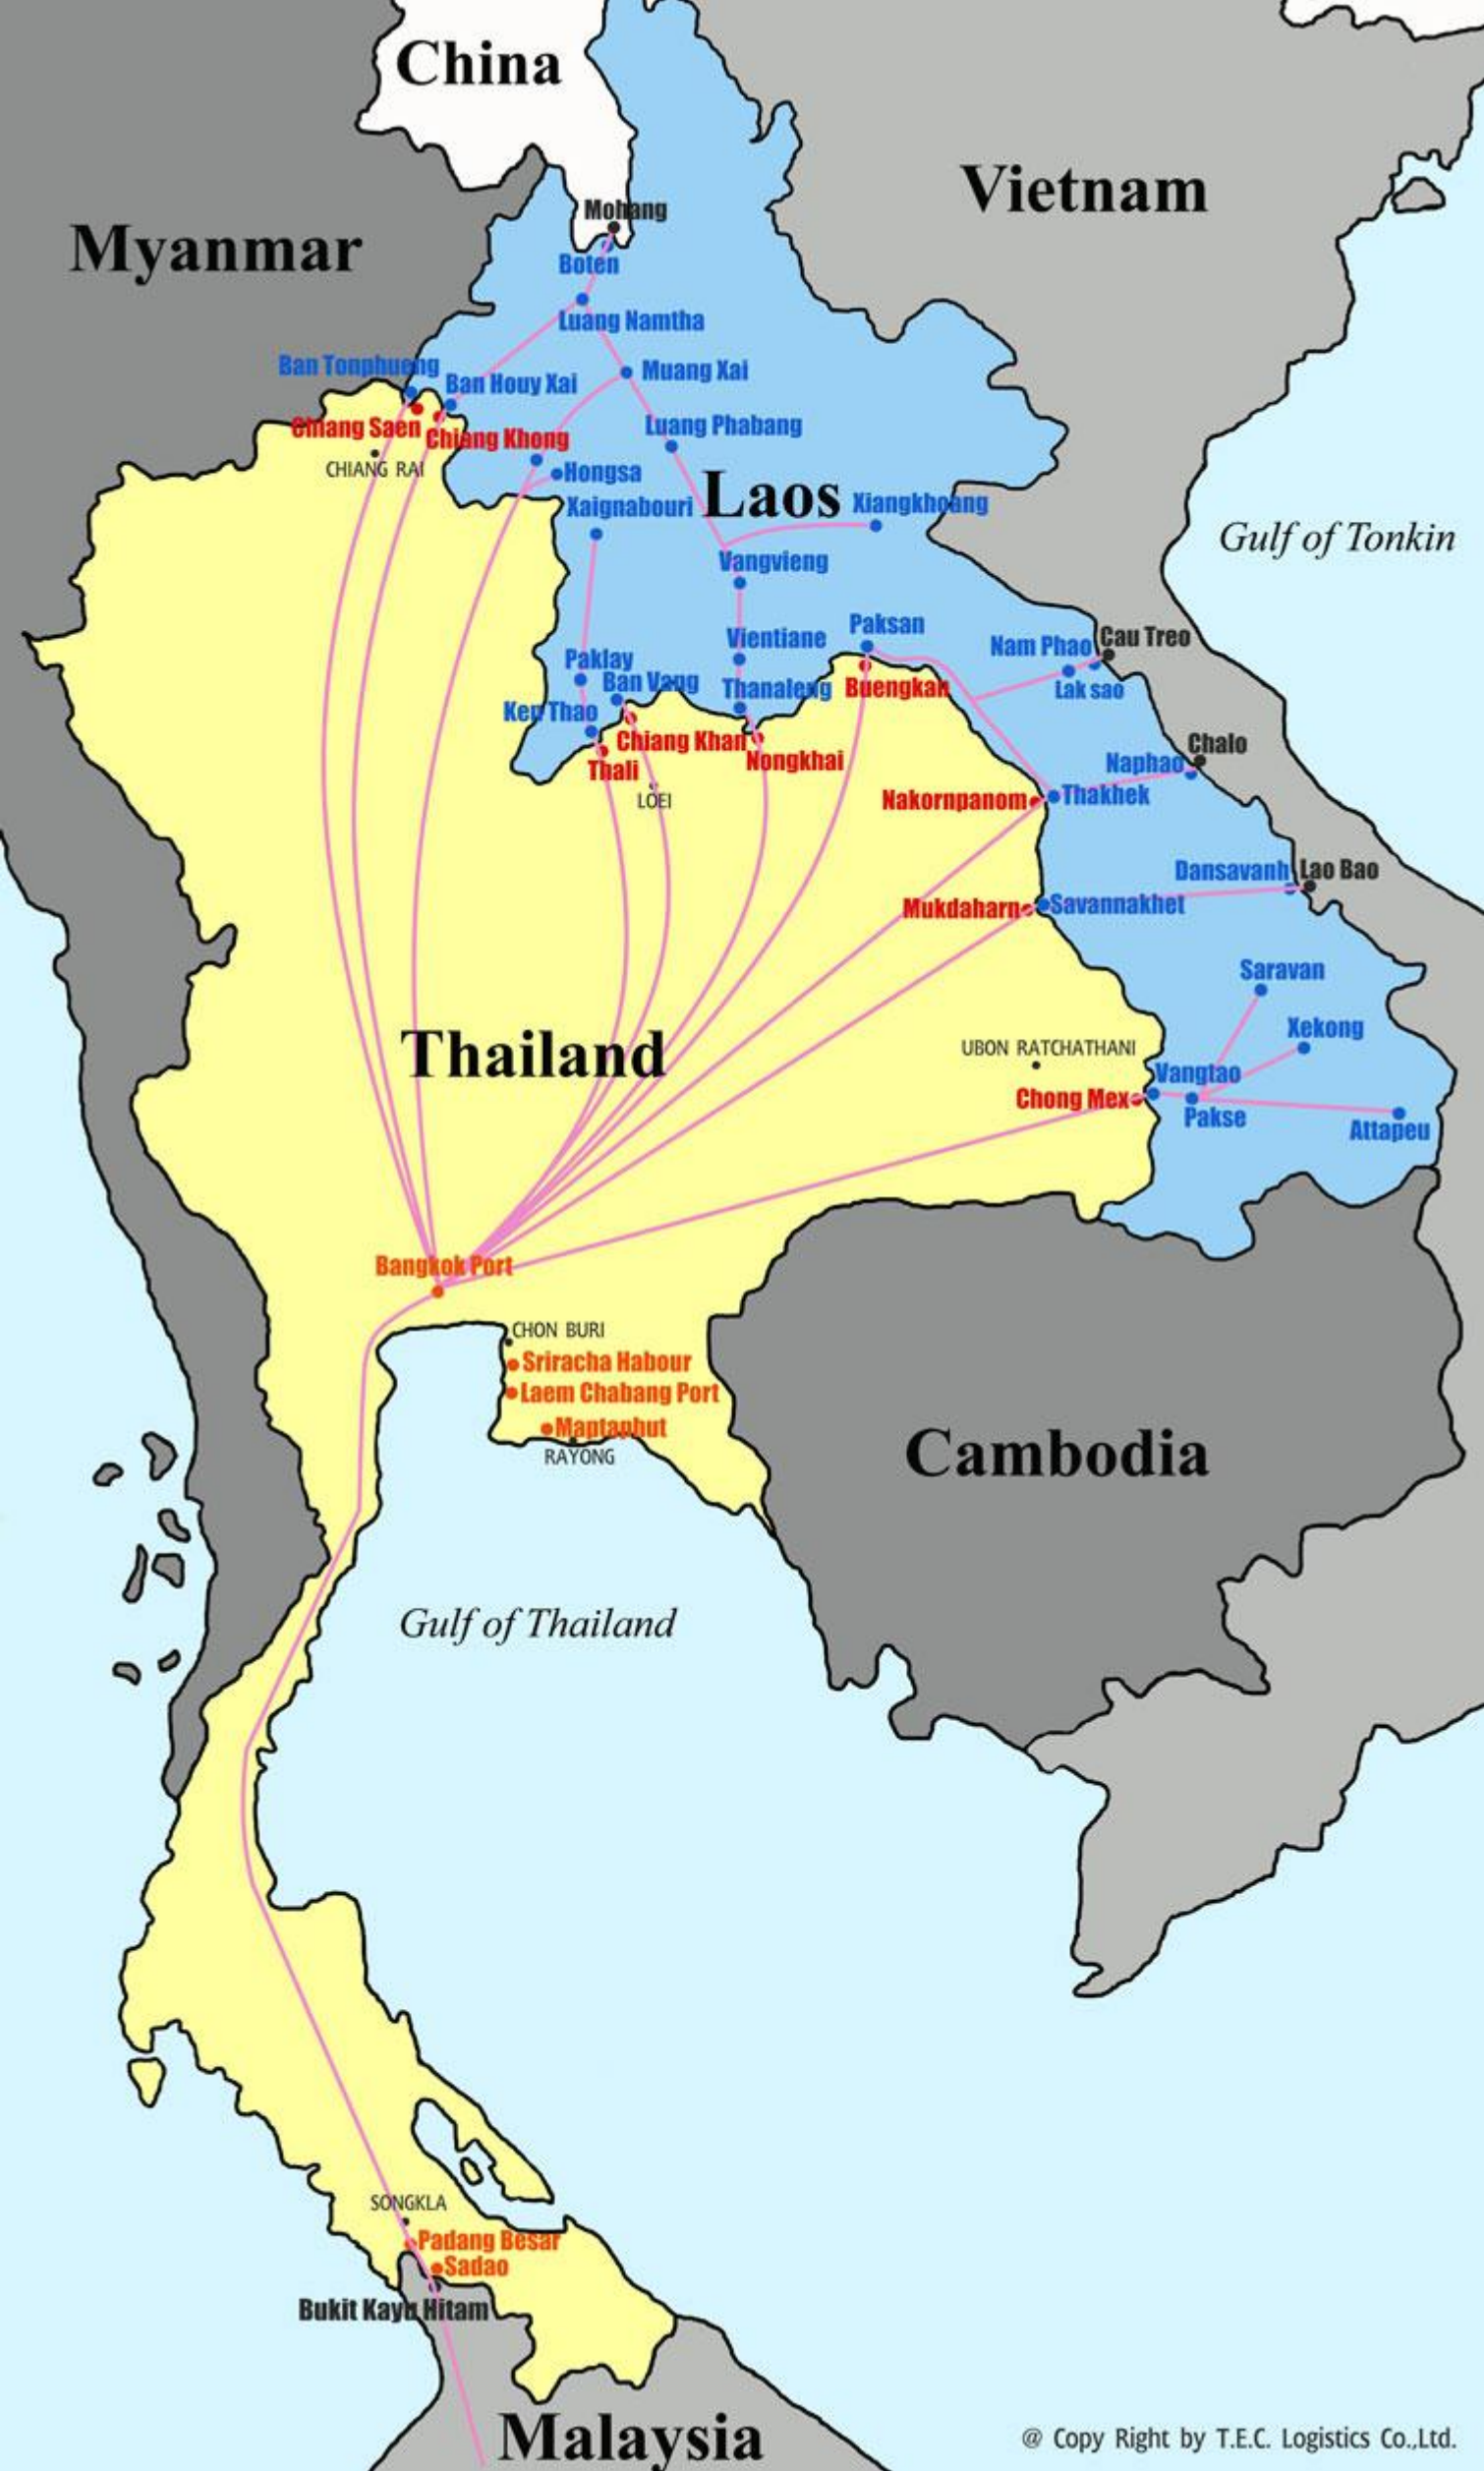 China
Vietnam
Mohang
Myanmar
Boten
Luang Namtha
Ban Tonphueng
Ban Houy Xai
Muang Xai
Chiang Saen
Chiang Khong
Luang Phabang
CHIANG RAI
Hongsa
Laos
Xaignabouri
Xiangkhoang
Gulf of Tonkin
Vangvieng
Paksan
Vientiane
Nam Phao
Cau Treo
Paklay
Ban Vang
Thanaleng
Buengkan
Lak sao
Ken Thao
Chiang Khan
Nongkhai
Chalo
Thali
Naphao
LOEI
Nakornpanom
Thakhek
Dansavanh
Lao Bao
Mukdaharn
Savannakhet
Saravan
Xekong
Thailand
UBON RATCHATHANI
Vangtao
Chong Mex
Pakse
Attapeu
Bangkok Port
CHON BURI
Sriracha Habour
Laem Chabang Port
Maptaphut
RAYONG
Cambodia
Gulf of Thailand
SONGKLA
Padang Besar
Sadao
Bukit Kayu Hitam
Malaysia
@ Copy Right by T.E.C. Logistics Co.,Ltd.